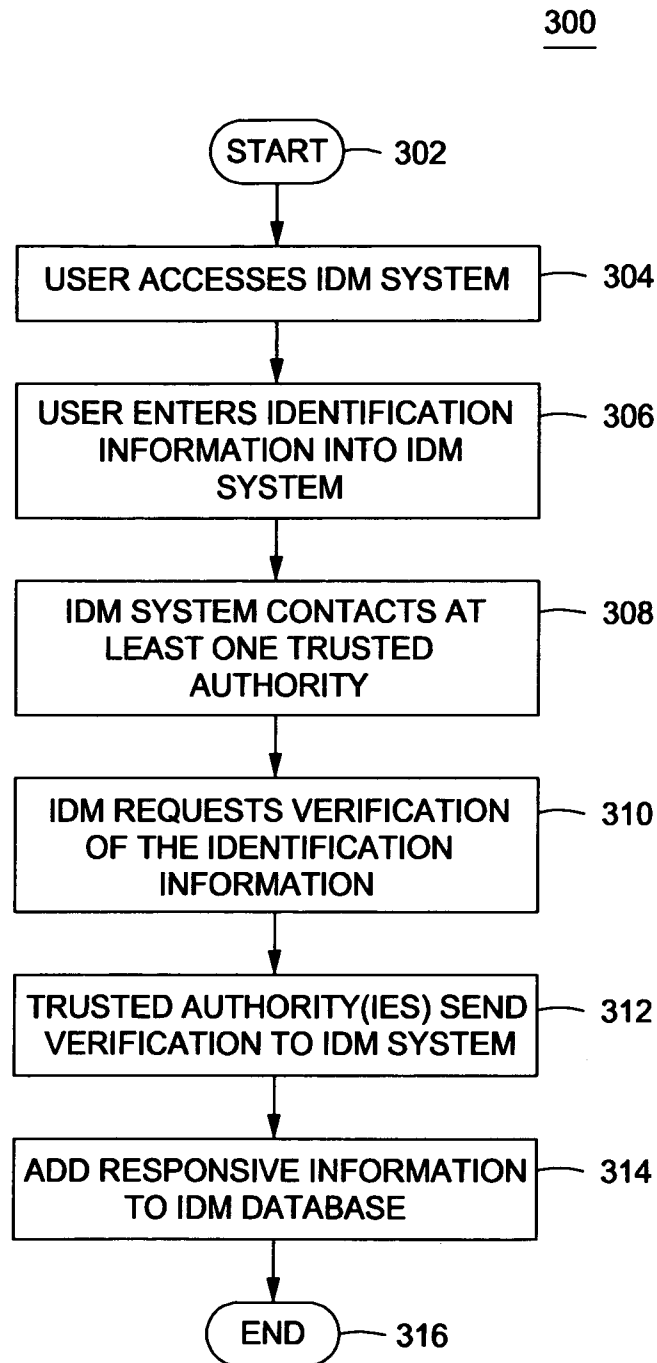 300
START
302
USER ACCESSES IDM SYSTEM
304
USER ENTERS IDENTIFICATION
INFORMATION INTO IDM
SYSTEM
306
IDM SYSTEM CONTACTS AT
LEAST ONE TRUSTED
AUTHORITY
308
IDM REQUESTS VERIFICATION
OF THE IDENTIFICATION
INFORMATION
310
TRUSTED AUTHORITY(IES) SEND
VERIFICATION TO IDM SYSTEM
312
ADD RESPONSIVE INFORMATION
TO IDM DATABASE
314
END
316